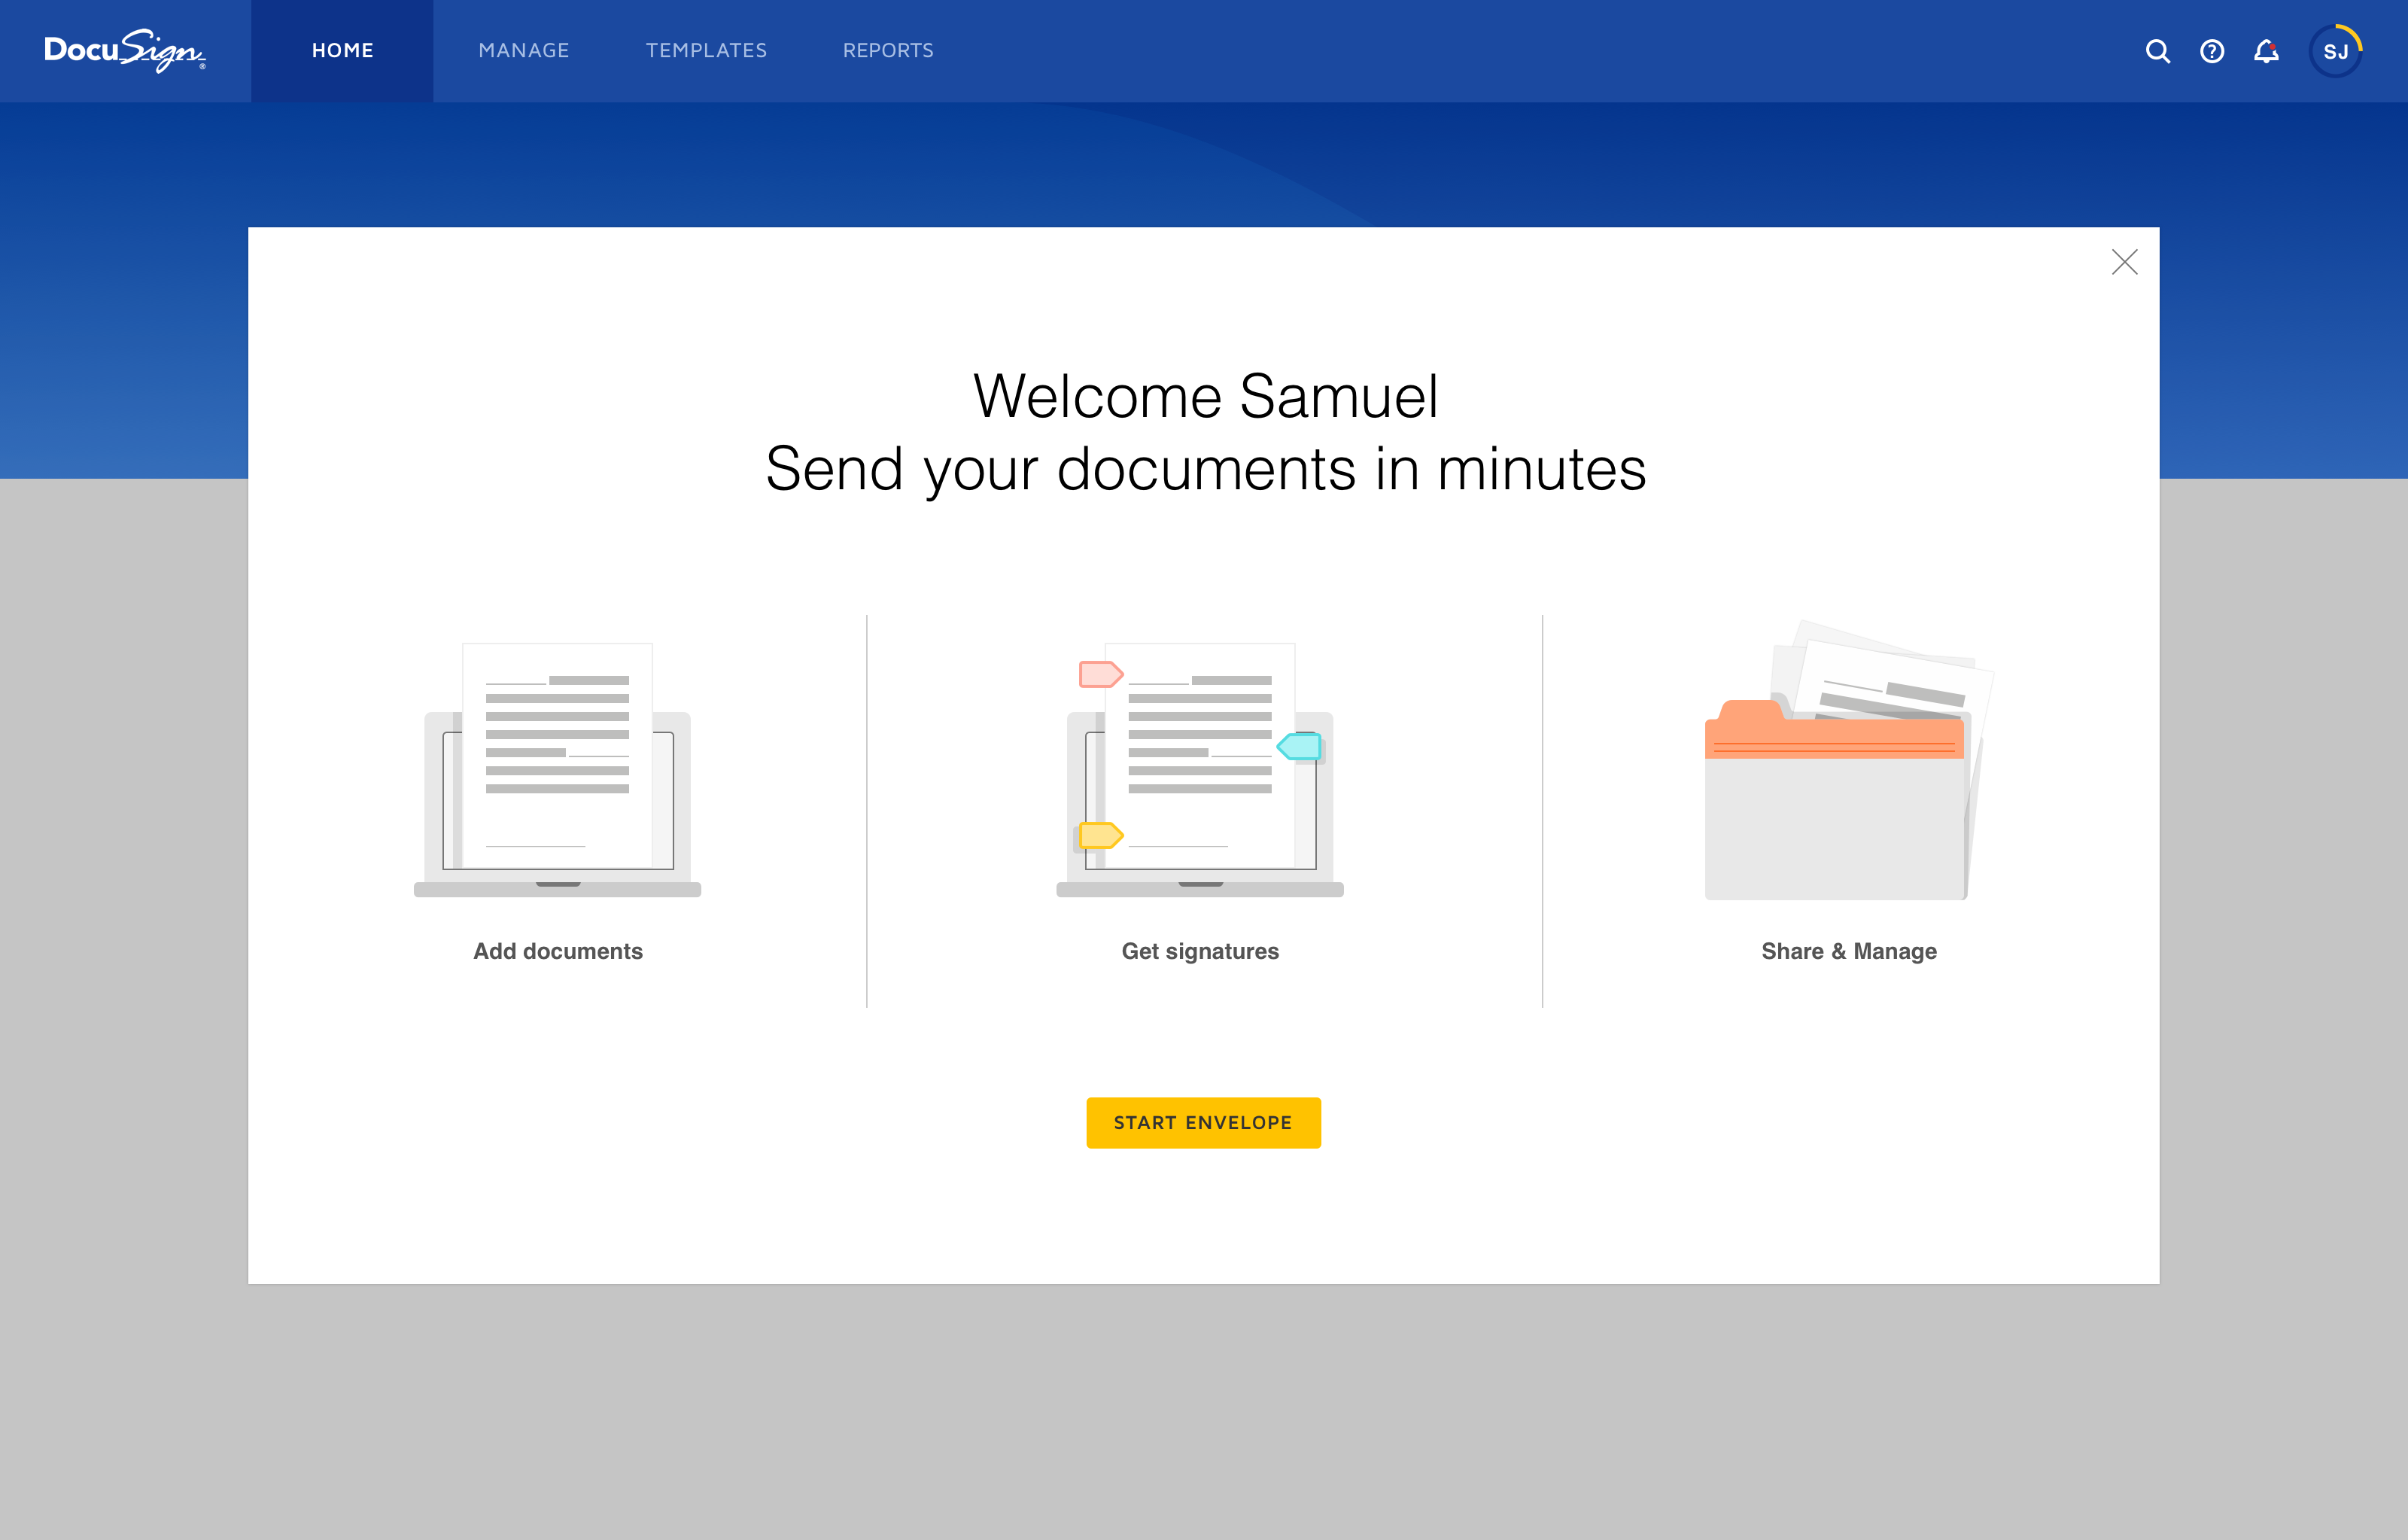 DocuSign®
HOME
MANAGE
TEMPLATES
REPORTS
SJ
Welcome Samuel
Send your documents in minutes
Add documents
Get signatures
Share & Manage
START ENVELOPE